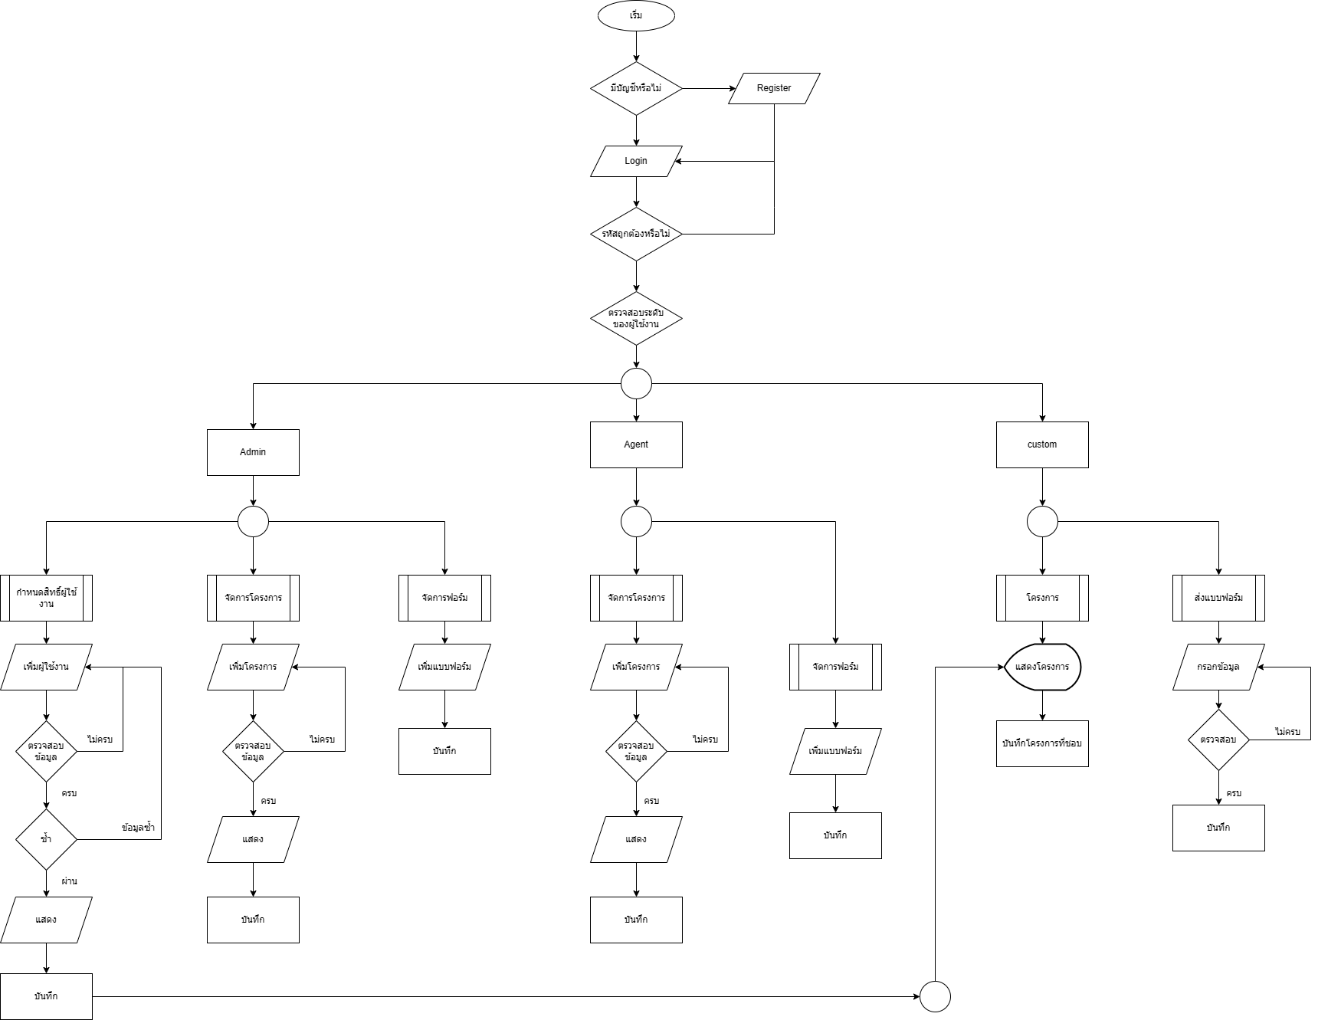 เริ่ม
มีบัญชีหรือไม่
Register
Login
รหัสถูกต้องหรือไม่
ตรวจสอบระดับ
ของผู้ใช้งาน
Admin
Agent
custom
กำหนดสิทธิ์ผู้ใช้
งาน
จัดการโครงการ
จัดการฟอร์ม
จัดการโครงการ
โครงการ
ส่งแบบฟอร์ม
เพิ่มผู้ใช้งาน
เพิ่มโครงการ
เพิ่มแบบฟอร์ม
เพิ่มโครงการ
จัดการฟอร์ม
แสดงโครงการ
กรอกข้อมูล
ไม่ครบ
ไม่ครบ
ไม่ครบ
ไม่ครบ
ตรวจสอบ
ข้อมูล
ตรวจสอบ
ข้อมูล
บันทึก
ตรวจสอบ
ข้อมูล
เพิ่มแบบฟอร์ม
บันทึกโครงการที่ชอบ
ตรวจสอบ
ครบ
ครบ
ครบ
ครบ
ข้อมูลซ้ำ
ซ้ำ
แสดง
แสดง
บันทึก
บันทึก
ผ่าน
แสดง
บันทึก
บันทึก
บันทึก